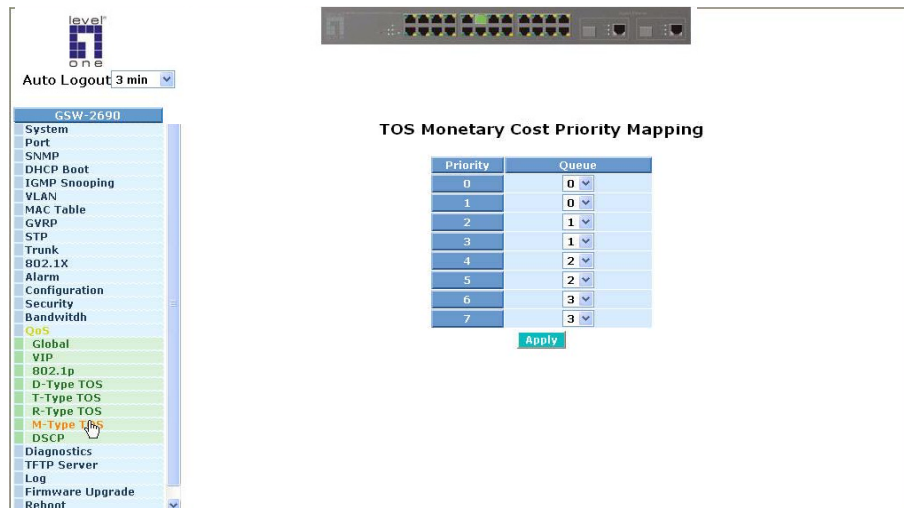 level
one
Auto Logout 3 min
GSW-2690
System
Port
SNMP
DHCP Boot
IGMP Snooping
VLAN
MAC Table
GVRP
STP
Trunk
802.1X
Alarm
Configuration
Security
Bandwitdh
QoS
Global
VIP
802.1p
D-Type TOS
T-Type TOS
R-Type TOS
M-Type TOS
DSCP
Diagnostics
TFTP Server
Log
Firmware Upgrade
Reboot
TOS Monetary Cost Priority Mapping
Priority Queue
0 0
1 0
2 1
3 1
4 2
5 2
6 3
7 3
Apply